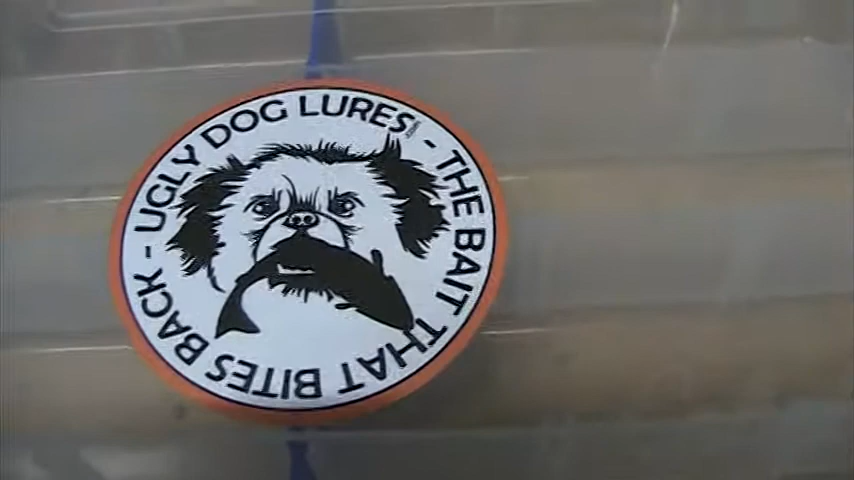 UGLY DOG LURES
- THE BAIT THAT BITES BACK -